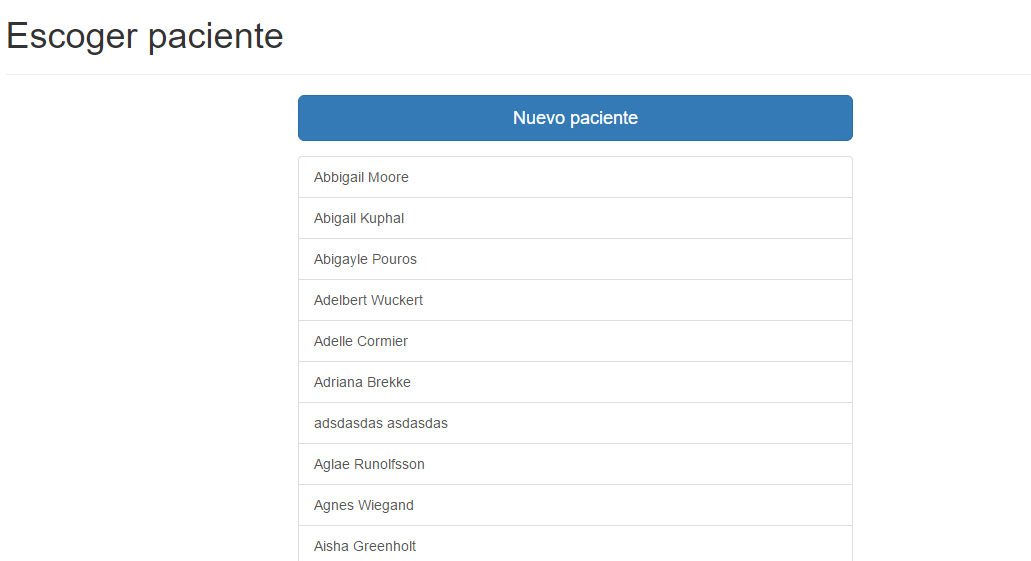 Escoger paciente
Nuevo paciente
Abbigail Moore
Abigail Kuphal
Abigayle Pouros
Adelbert Wuckert
Adelle Cormier
Adriana Brekke
adsdasdas asdasdas
Aglae Runolfsson
Agnes Wiegand
Aisha Greenholt